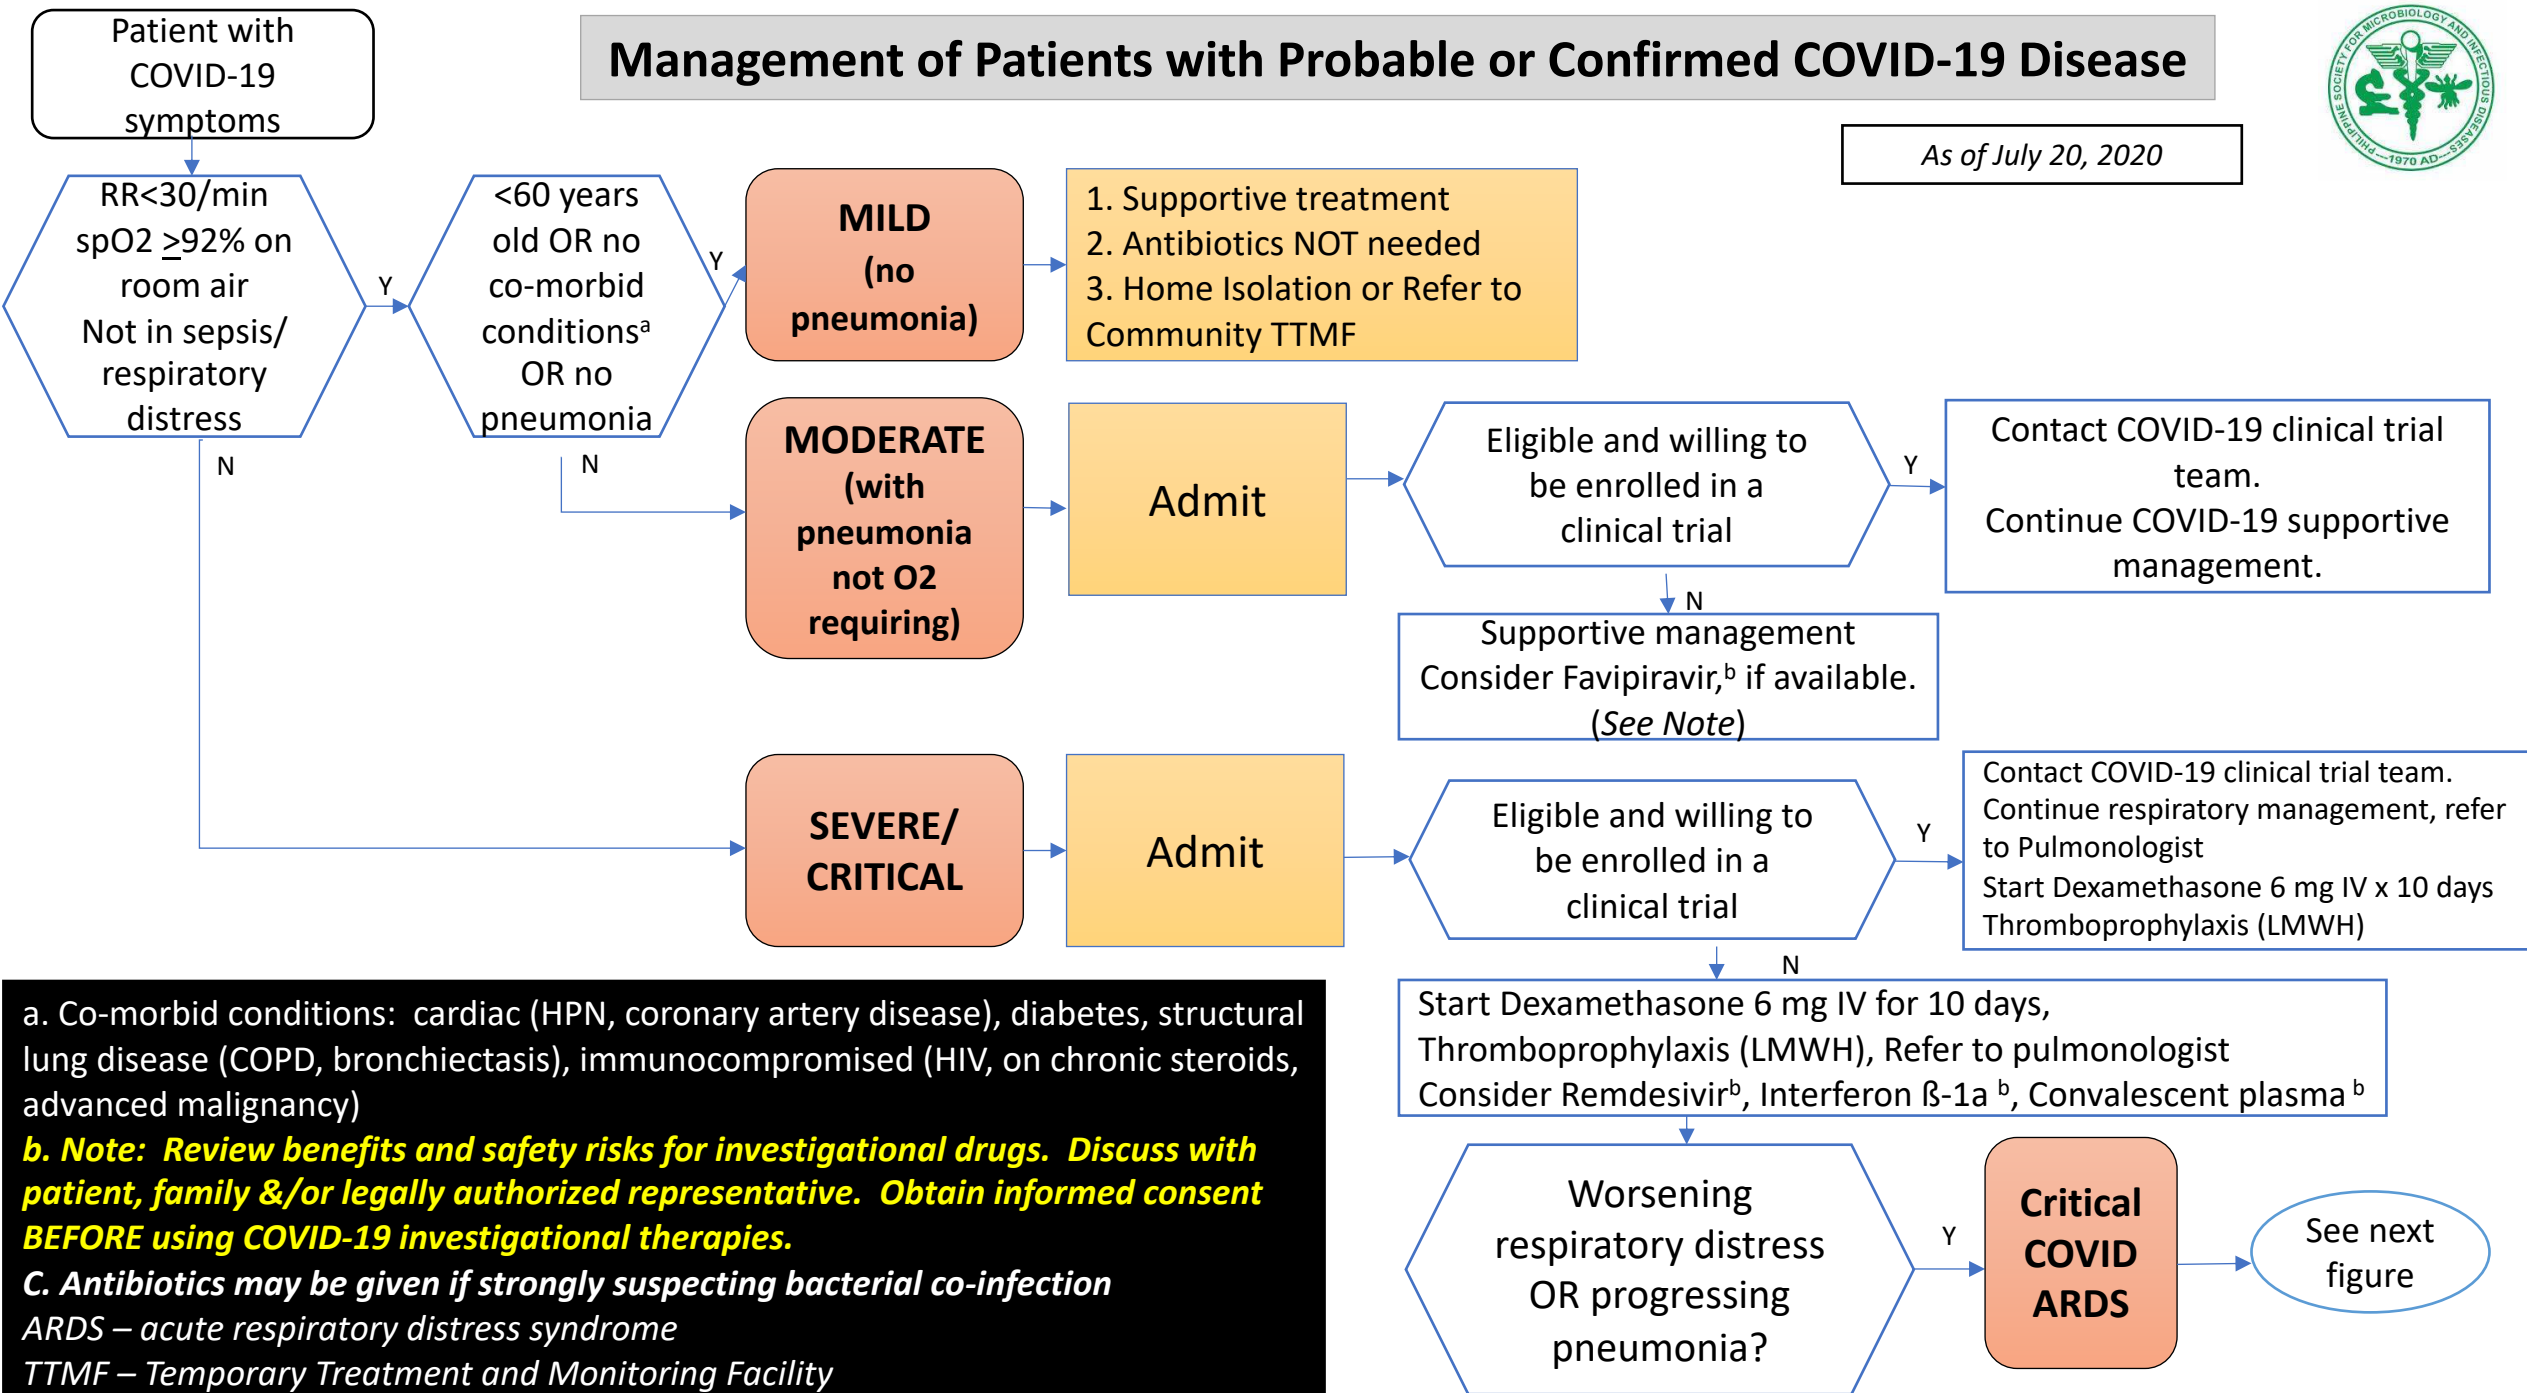 Patient with
COVID-19
symptoms
Management of Patients with Probable or Confirmed COVID-19 Disease
PHILIPPINE SOCIETY FOR MICROBIOLOGY AND INFECTIOUS DISEASES
1970 AD
As of July 20, 2020
RR<30/min
spO2 >92% on
room air
Not in sepsis/
respiratory
distress
Y
<60 years
old OR no
co-morbid
conditionsᵃ
OR no
pneumonia
Y
MILD
(no
pneumonia)
1. Supportive treatment
2. Antibiotics NOT needed
3. Home Isolation or Refer to
Community TTMF
N
N
MODERATE
(with
pneumonia
not O2
requiring)
Admit
Eligible and willing to
be enrolled in a
clinical trial
Y
Contact COVID-19 clinical trial
team.
Continue COVID-19 supportive
management.
N
Supportive management
Consider Favipiravir,ᵇ if available.
(See Note)
SEVERE/
CRITICAL
Admit
Eligible and willing to
be enrolled in a
clinical trial
Y
Contact COVID-19 clinical trial team.
Continue respiratory management, refer
to Pulmonologist
Start Dexamethasone 6 mg IV x 10 days
Thromboprophylaxis (LMWH)
N
Start Dexamethasone 6 mg IV for 10 days,
Thromboprophylaxis (LMWH), Refer to pulmonologist
Consider Remdesivirᵇ, Interferon ß-1a ᵇ, Convalescent plasma ᵇ
Worsening
respiratory distress
OR progressing
pneumonia?
Y
Critical
COVID
ARDS
See next
figure
a. Co-morbid conditions: cardiac (HPN, coronary artery disease), diabetes, structural
lung disease (COPD, bronchiectasis), immunocompromised (HIV, on chronic steroids,
advanced malignancy)
b. Note: Review benefits and safety risks for investigational drugs. Discuss with
patient, family &/or legally authorized representative. Obtain informed consent
BEFORE using COVID-19 investigational therapies.
C. Antibiotics may be given if strongly suspecting bacterial co-infection
ARDS – acute respiratory distress syndrome
TTMF – Temporary Treatment and Monitoring Facility